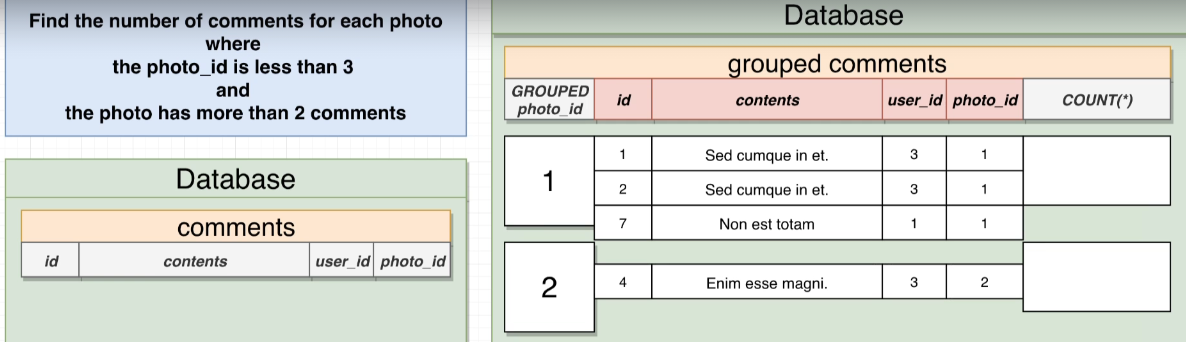 Find the number of comments for each photo
where
the photo_id is less than 3
and
the photo has more than 2 comments
Database
comments
id contents user_id photo_id
Database
grouped comments
GROUPED
photo_id
id contents user_id photo_id COUNT(*)
1
1 Sed cumque in et. 3 1
2 Sed cumque in et. 3 1
7 Non est totam 1 1
2
4 Enim esse magni. 3 2